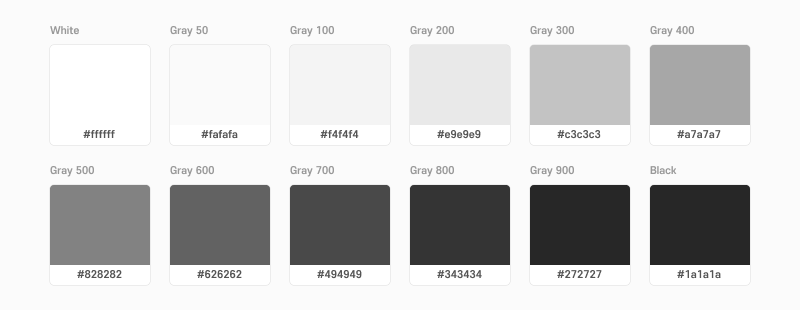 White Gray 50 Gray 100 Gray 200 Gray 300 Gray 400
#ffffff #fafafa #f4f4f4 #e9e9e9 #c3c3c3 #a7a7a7
Gray 500 Gray 600 Gray 700 Gray 800 Gray 900 Black
#828282 #626262 #494949 #343434 #272727 #1a1a1a